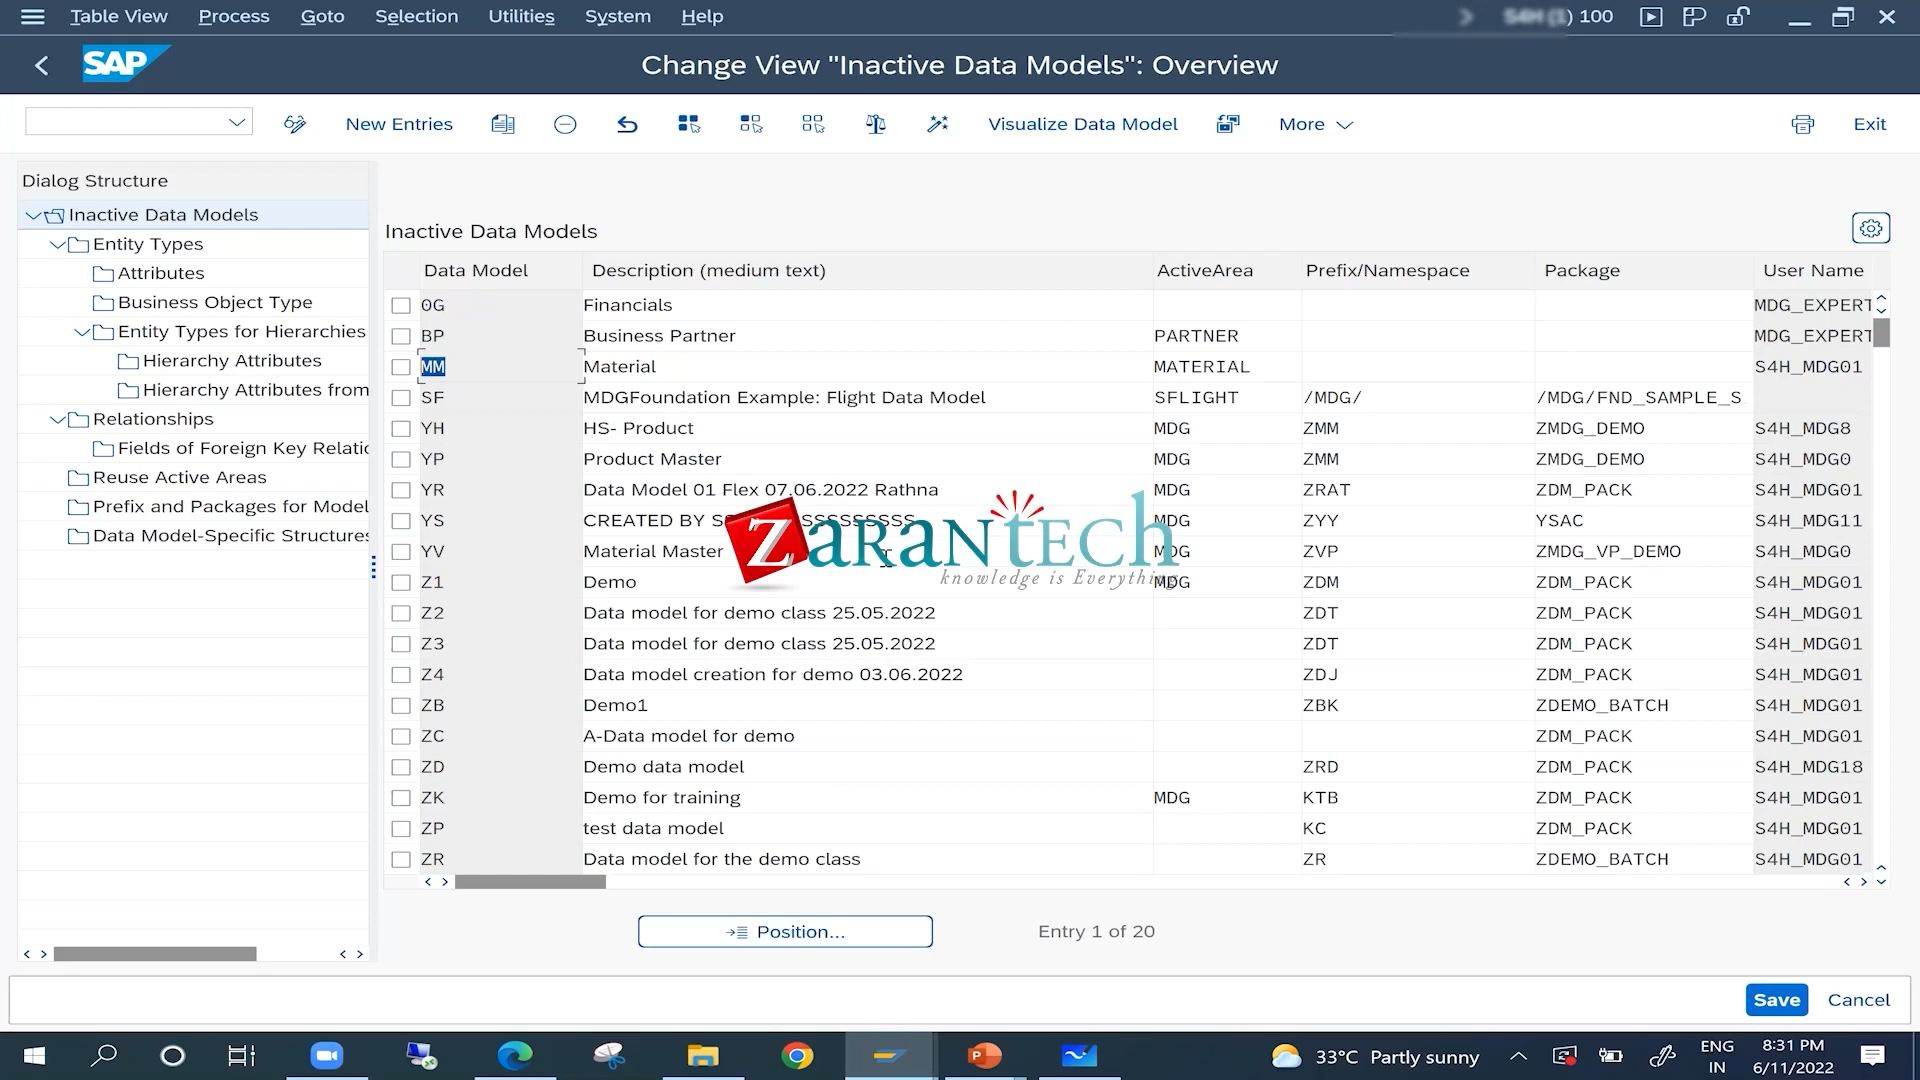 Table View Process Goto Selection Utilities System Help 100
SAP Change View "Inactive Data Models": Overview
New Entries Visualize Data Model More Exit
Dialog Structure
Inactive Data Models
Entity Types
Attributes
Business Object Type
Entity Types for Hierarchies
Hierarchy Attributes
Hierarchy Attributes from
Relationships
Fields of Foreign Key Relatio
Reuse Active Areas
Prefix and Packages for Model
Data Model-Specific Structures
Inactive Data Models
Data Model Description (medium text) ActiveArea Prefix/Namespace Package User Name
0G Financials MDG_EXPERT
BP Business Partner PARTNER MDG_EXPERT
MM Material MATERIAL S4H_MDG01
SF MDGFoundation Example: Flight Data Model SFLIGHT /MDG/ /MDG/FND_SAMPLE_S
YH HS- Product MDG ZMM ZMDG_DEMO S4H_MDG8
YP Product Master MDG ZMM ZMDG_DEMO S4H_MDG0
YR Data Model 01 Flex 07.06.2022 Rathna MDG ZRAT ZDM_PACK S4H_MDG01
YS CREATED BY MDG ZYY YSAC S4H_MDG11
YV Material Master MDG ZVP ZMDG_VP_DEMO S4H_MDG0
Z1 Demo MDG ZDM ZDM_PACK S4H_MDG01
Z2 Data model for demo class 25.05.2022 ZDT ZDM_PACK S4H_MDG01
Z3 Data model for demo class 25.05.2022 ZDT ZDM_PACK S4H_MDG01
Z4 Data model creation for demo 03.06.2022 ZDJ ZDM_PACK S4H_MDG01
ZB Demo1 ZBK ZDEMO_BATCH S4H_MDG01
ZC A-Data model for demo ZDM_PACK S4H_MDG01
ZD Demo data model ZRD ZDM_PACK S4H_MDG18
ZK Demo for training MDG KTB ZDM_PACK S4H_MDG01
ZP test data model KC ZDM_PACK S4H_MDG01
ZR Data model for the demo class ZR ZDEMO_BATCH S4H_MDG01
ZaranTech
knowledge is Everything
Position... Entry 1 of 20
Save Cancel
33°C Partly sunny
ENG
IN
8:31 PM
6/11/2022